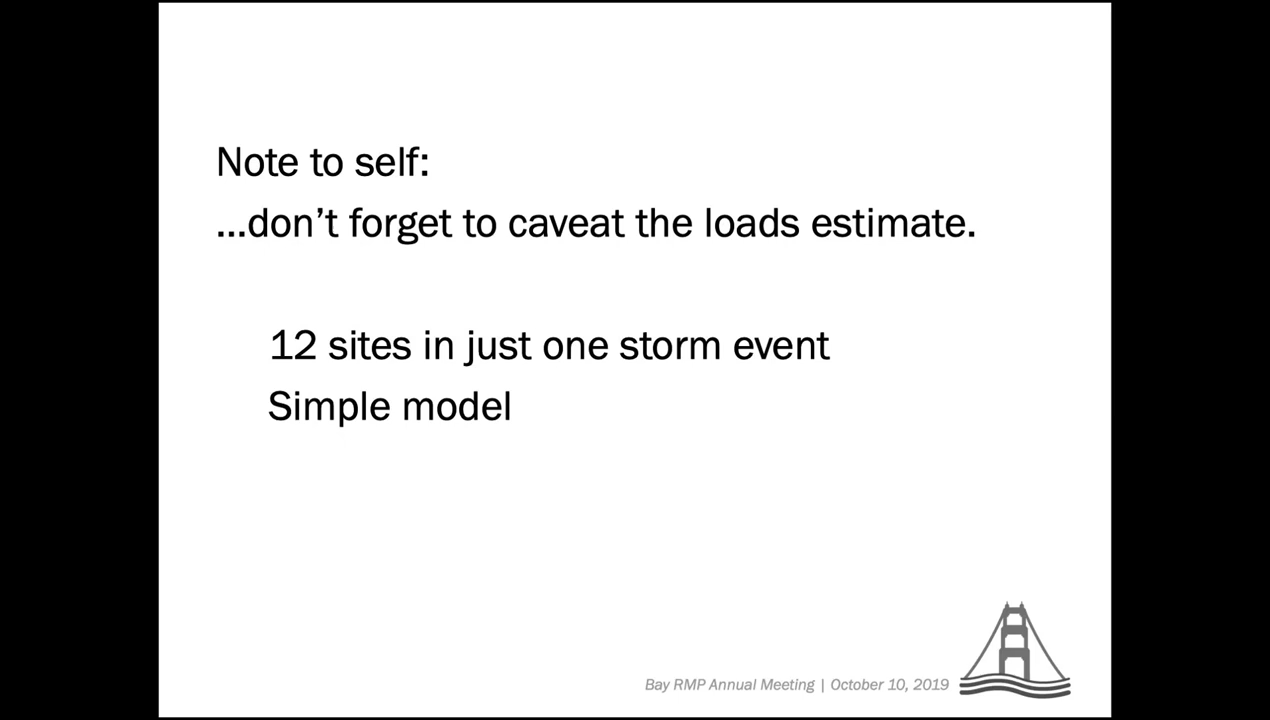 Note to self:
...don’t forget to caveat the loads estimate.
12 sites in just one storm event
Simple model
Bay RMP Annual Meeting | October 10, 2019